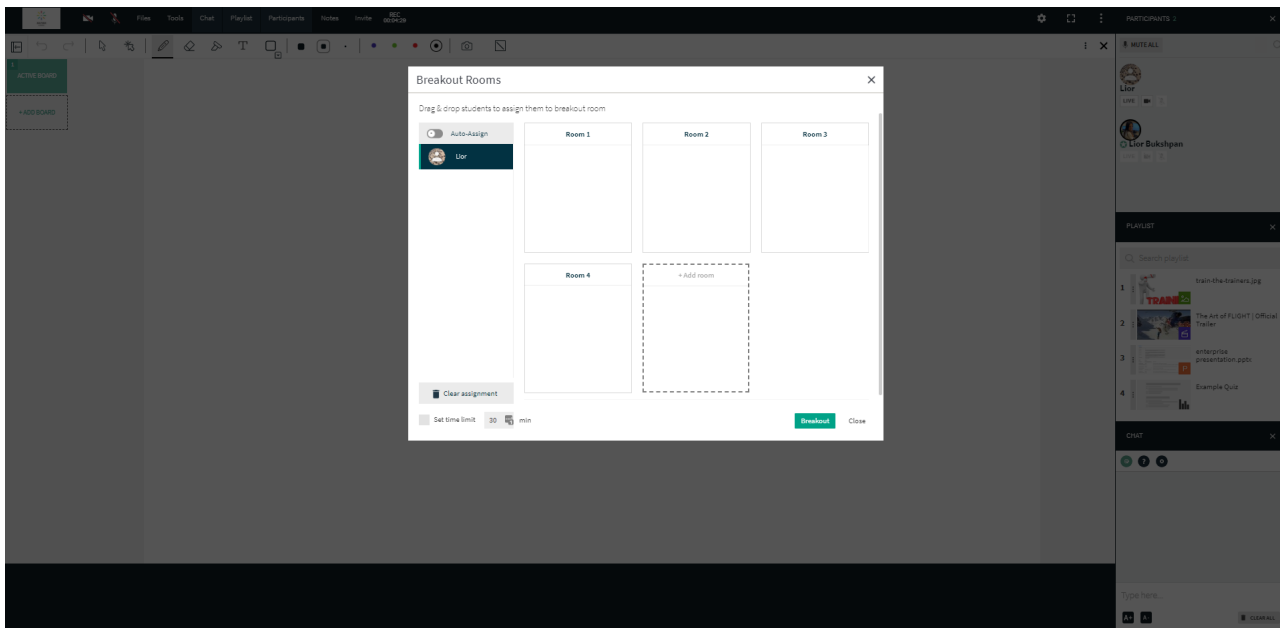 Files Tools Chat Playlist Participants Notes Invite REC
00:04:29
PARTICIPANTS 2
MUTE ALL
1
ACTIVE BOARD
+ ADD BOARD
T
Breakout Rooms
Drag & drop students to assign them to breakout room
Auto-Assign
Lior
Room 1
Room 2
Room 3
Room 4
+ Add room
Clear assignment
Set time limit 30 min
Breakout Close
Lior
LIVE
Lior Bukshpan
PLAYLIST
Search playlist
1 train-the-trainers.jpg
2 The Art of FLIGHT | Official
Trailer
3 enterprise
presentation.pptx
4 Example Quiz
CHAT
Type here...
A+ A-
CLEAR ALL